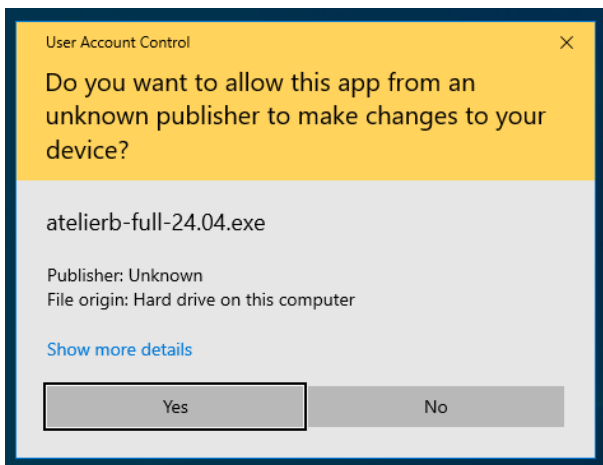 User Account Control
Do you want to allow this app from an
unknown publisher to make changes to your
device?
atelierb-full-24.04.exe
Publisher: Unknown
File origin: Hard drive on this computer
Show more details
Yes
No